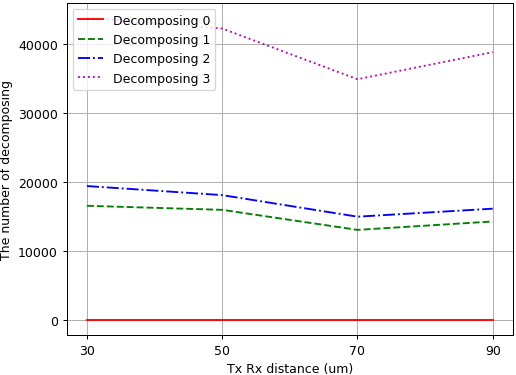 Decomposing 0
Decomposing 1
Decomposing 2
Decomposing 3
40000
30000
20000
10000
0
The number of decomposing
30 50 70 90
Tx Rx distance (um)